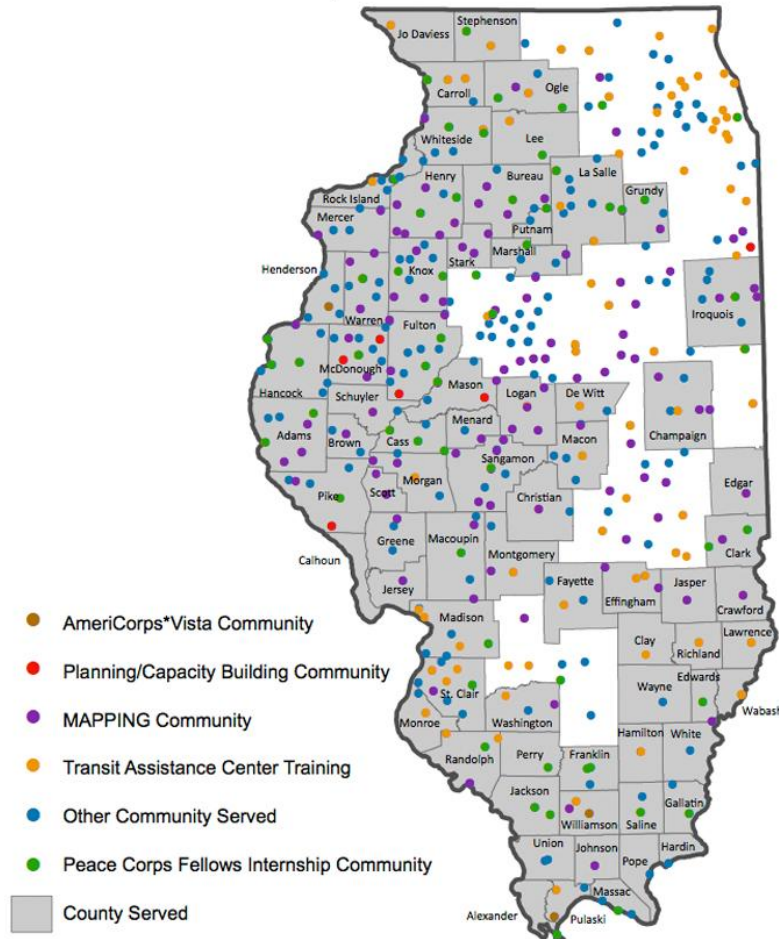 Stephenson
Jo Daviess
Carroll
Ogle
Whiteside
Lee
Henry
Bureau
La Salle
Grundy
Rock Island
Mercer
Putnam
Henderson
Knox
Stark
Marshall
Warren
Iroquois
Fulton
McDonough
Mason
Hancock
Schuyler
Logan
De Witt
Menard
Adams
Brown
Cass
Macon
Champaign
Sangamon
Morgan
Edgar
Pike
Scott
Christian
Greene
Macoupin
Clark
Calhoun
Montgomery
Jersey
Fayette
Effingham
Jasper
Crawford
AmeriCorps*Vista Community
Madison
Clay
Richland
Lawrence
Planning/Capacity Building Community
St. Clair
Wayne
Edwards
Wabash
MAPPING Community
Monroe
Washington
Hamilton
White
Transit Assistance Center Training
Randolph
Perry
Franklin
Other Community Served
Jackson
Williamson
Saline
Gallatin
Union
Johnson
Pope
Hardin
Peace Corps Fellows Internship Community
Massac
County Served
Alexander
Pulaski